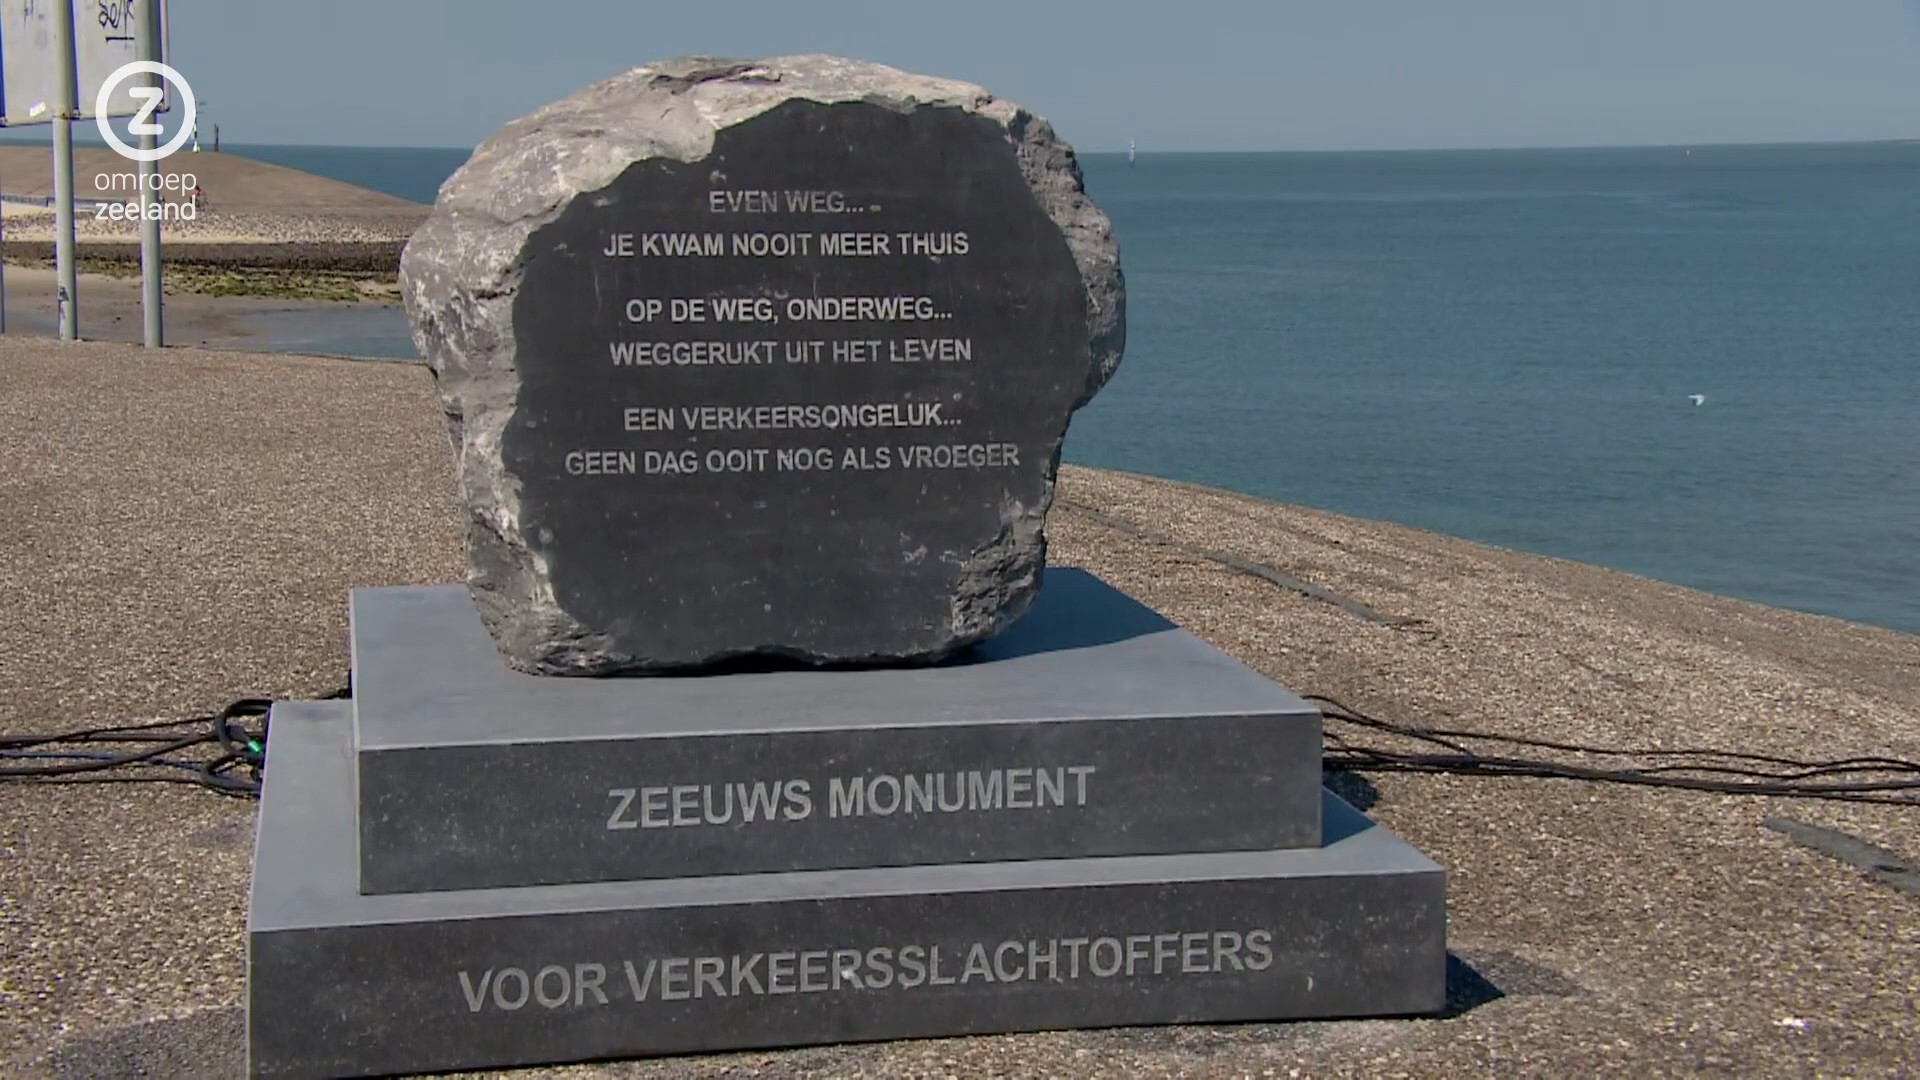 Z
omroep
zeeland
EVEN WEG...
JE KWAM NOOIT MEER THUIS
OP DE WEG, ONDERWEG...
WEGGERUKT UIT HET LEVEN
EEN VERKEERSONGELUK...
GEEN DAG OOIT NOG ALS VROEGER
ZEEUWS MONUMENT
VOOR VERKEERSSLACHTOFFERS